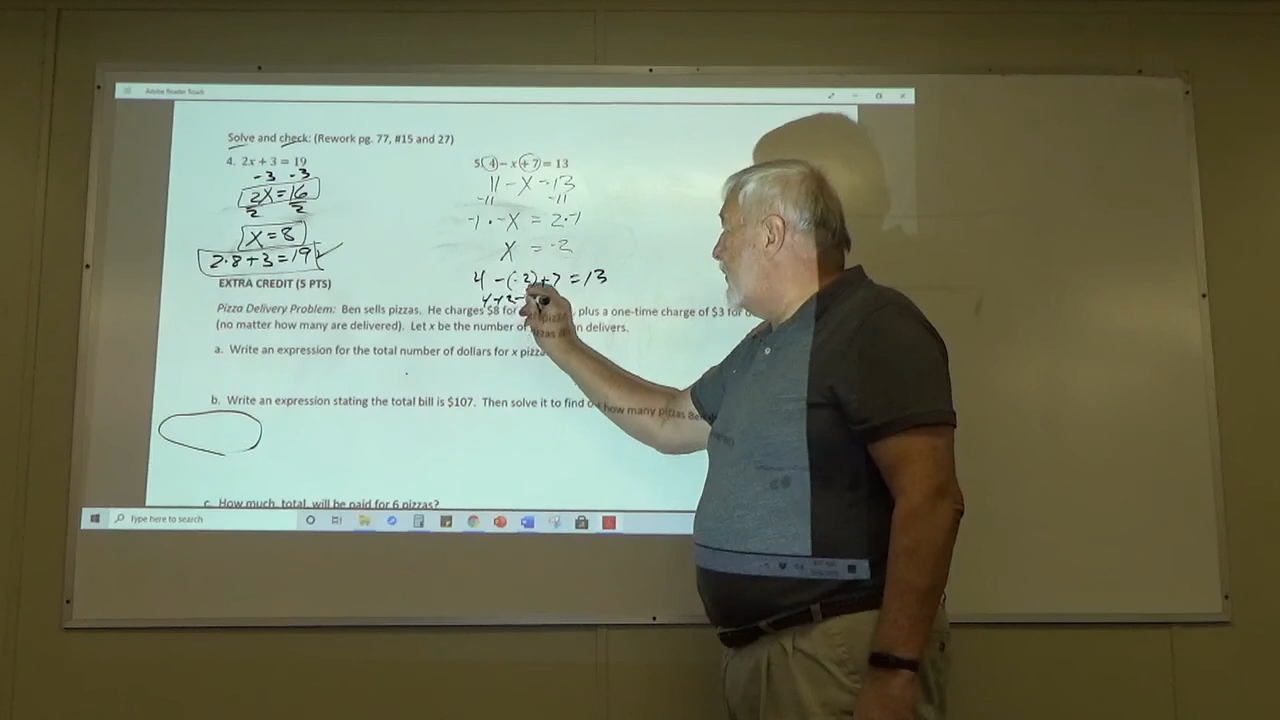 Adobe Reader Touch
Solve and check: (Rework pg. 77, #15 and 27)
4. 2x + 3 = 19
-3 -3
2X = 16
2 2
X = 8
2·8+3=19 ✓
5. 4 – x + 7 = 13
11 - X = 13
-11 -11
-1 · -X = 2 · -1
X = -2
4 - (-2) + 7 = 13
4 + 2
EXTRA CREDIT (5 PTS)
Pizza Delivery Problem: Ben sells pizzas. He charges $8 for pizza, plus a one-time charge of $3 for
(no matter how many are delivered). Let x be the number of pizzas Ben delivers.
a. Write an expression for the total number of dollars for x pizza
b. Write an expression stating the total bill is $107. Then solve it to find how many pizzas Ben
c. How much, total, will be paid for 6 pizzas?
Type here to search